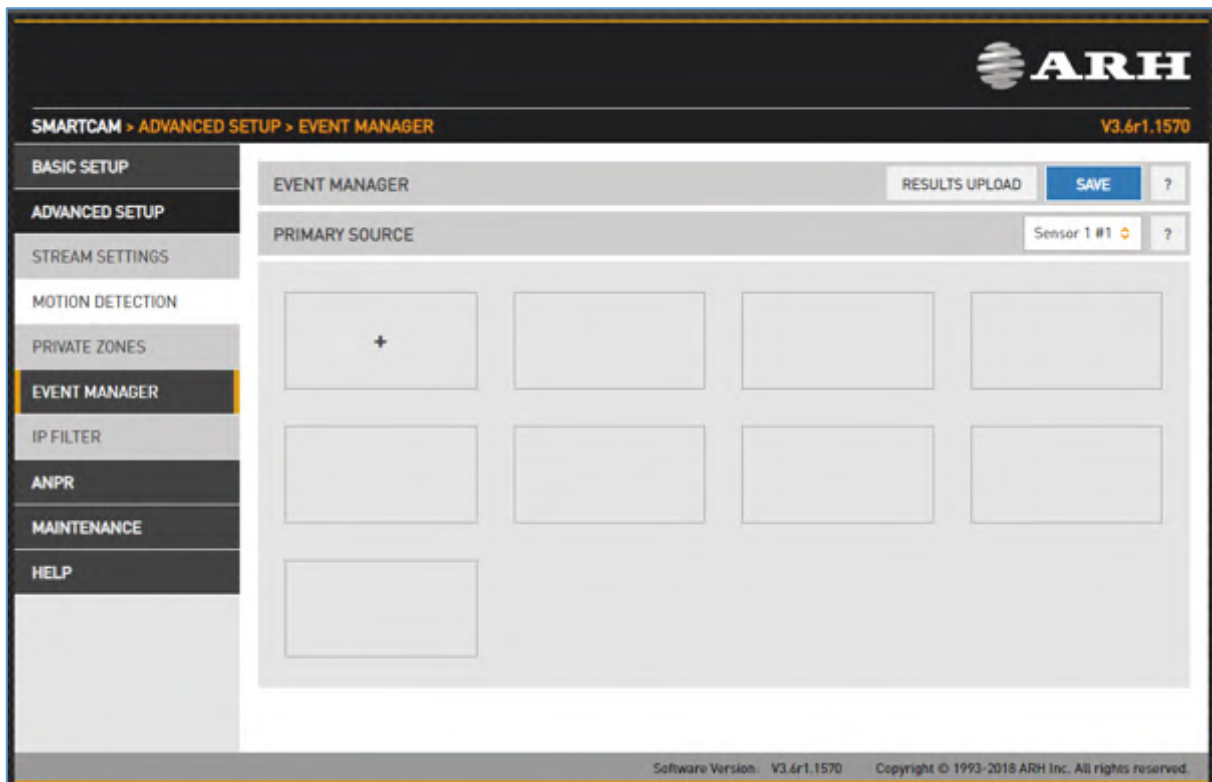 ARH
SMARTCAM > ADVANCED SETUP > EVENT MANAGER
V3.6r1.1570
BASIC SETUP
ADVANCED SETUP
STREAM SETTINGS
MOTION DETECTION
PRIVATE ZONES
EVENT MANAGER
IP FILTER
ANPR
MAINTENANCE
HELP
EVENT MANAGER RESULTS UPLOAD SAVE ?
PRIMARY SOURCE Sensor 1 #1 ?
+
Software Version: V3.6r1.1570 Copyright © 1993-2018 ARH Inc. All rights reserved.